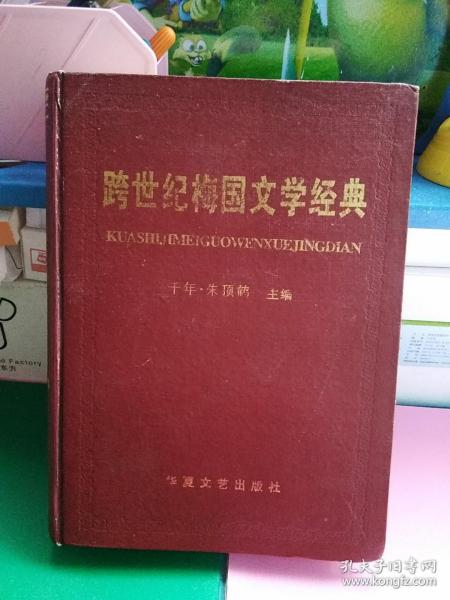 跨世纪梅国文学经典
KUASHIJIMEIGUOWENXUEJINGDIAN
千年·朱顶鹤 主编
华夏文艺出版社
Factory
孔夫子旧书网
www.kongfz.com